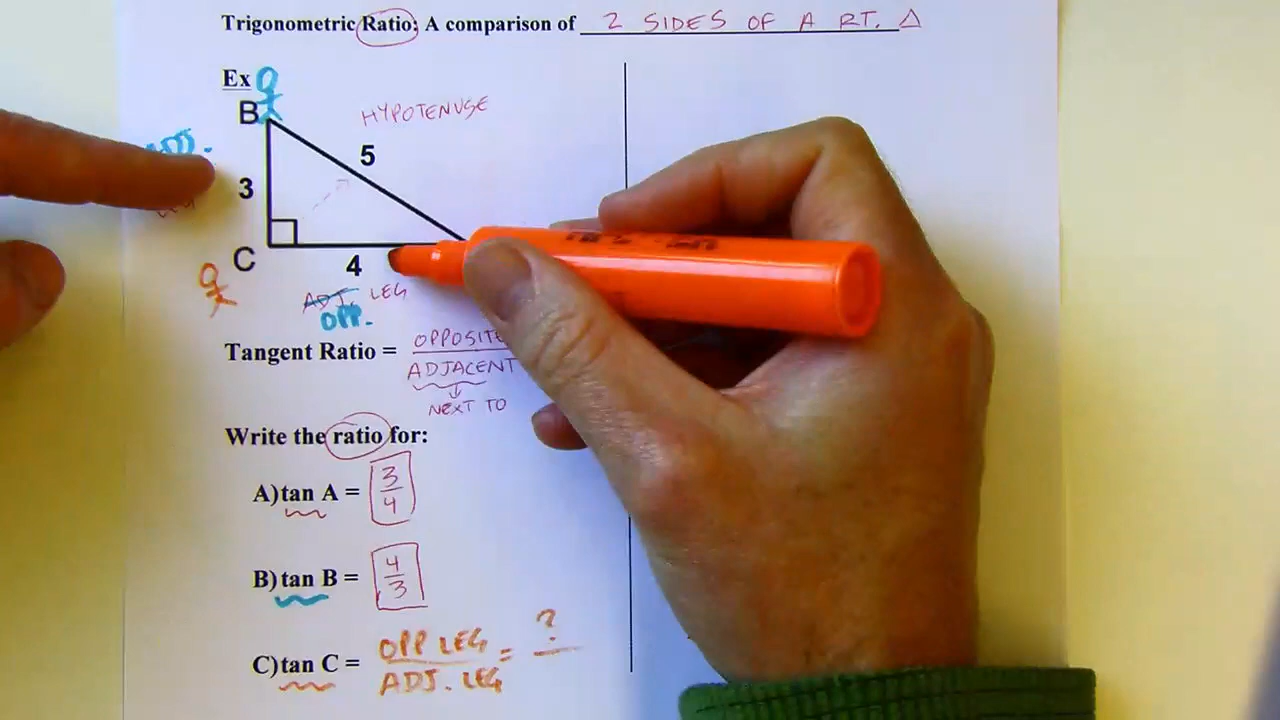 Trigonometric Ratio: A comparison of 2 SIDES OF A RT. Δ
Ex
B
HYPOTENUSE
ADJ.
5
3
C
4
ADJ. LEG
OPP.
Tangent Ratio = OPPOSITE
ADJACENT
NEXT TO
Write the ratio for:
A) tan A = 3/4
B) tan B = 4/3
C) tan C = OPP LEG / ADJ. LEG = ?